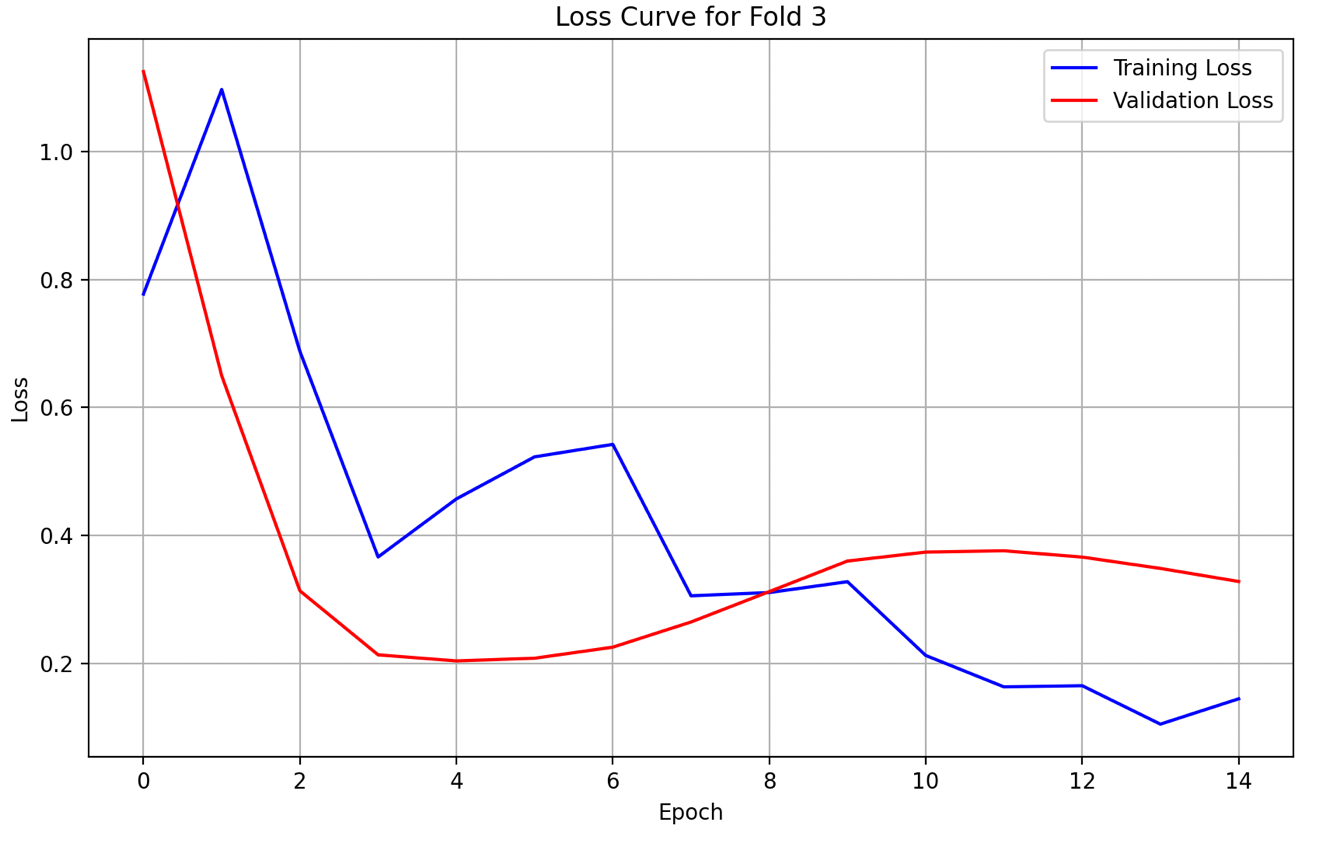 Loss Curve for Fold 3
Training Loss
Validation Loss
1.0
0.8
0.6
0.4
0.2
Loss
0 2 4 6 8 10 12 14
Epoch